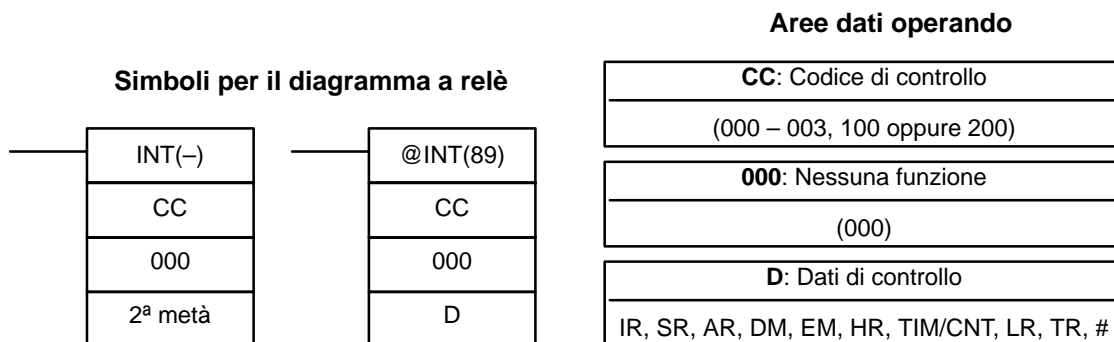 Aree dati operando
Simboli per il diagramma a relè
CC: Codice di controllo
(000 – 003, 100 oppure 200)
INT(–)
@INT(89)
CC
CC
000: Nessuna funzione
(000)
000
000
D: Dati di controllo
2ª metà
D
IR, SR, AR, DM, EM, HR, TIM/CNT, LR, TR, #